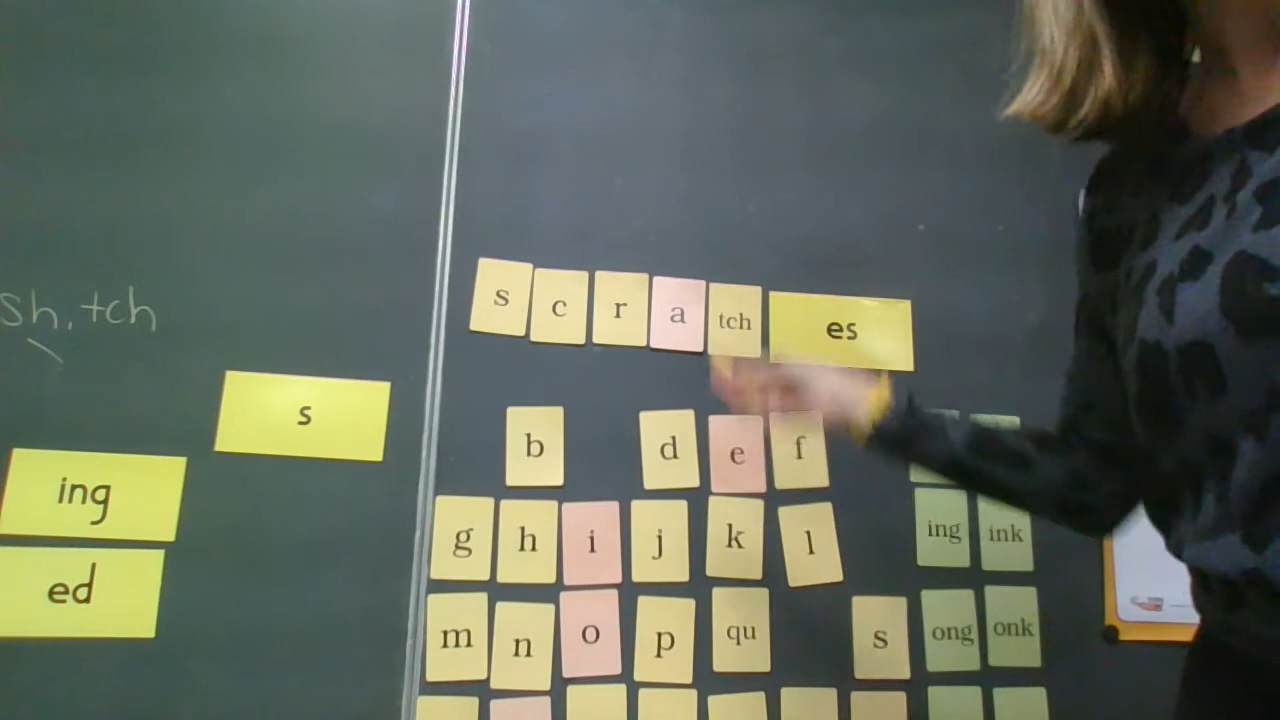 sh, tch
s
ing
ed
s c r a tch es
b d e f
g h i j k l ing ink
m n o p qu s ong onk